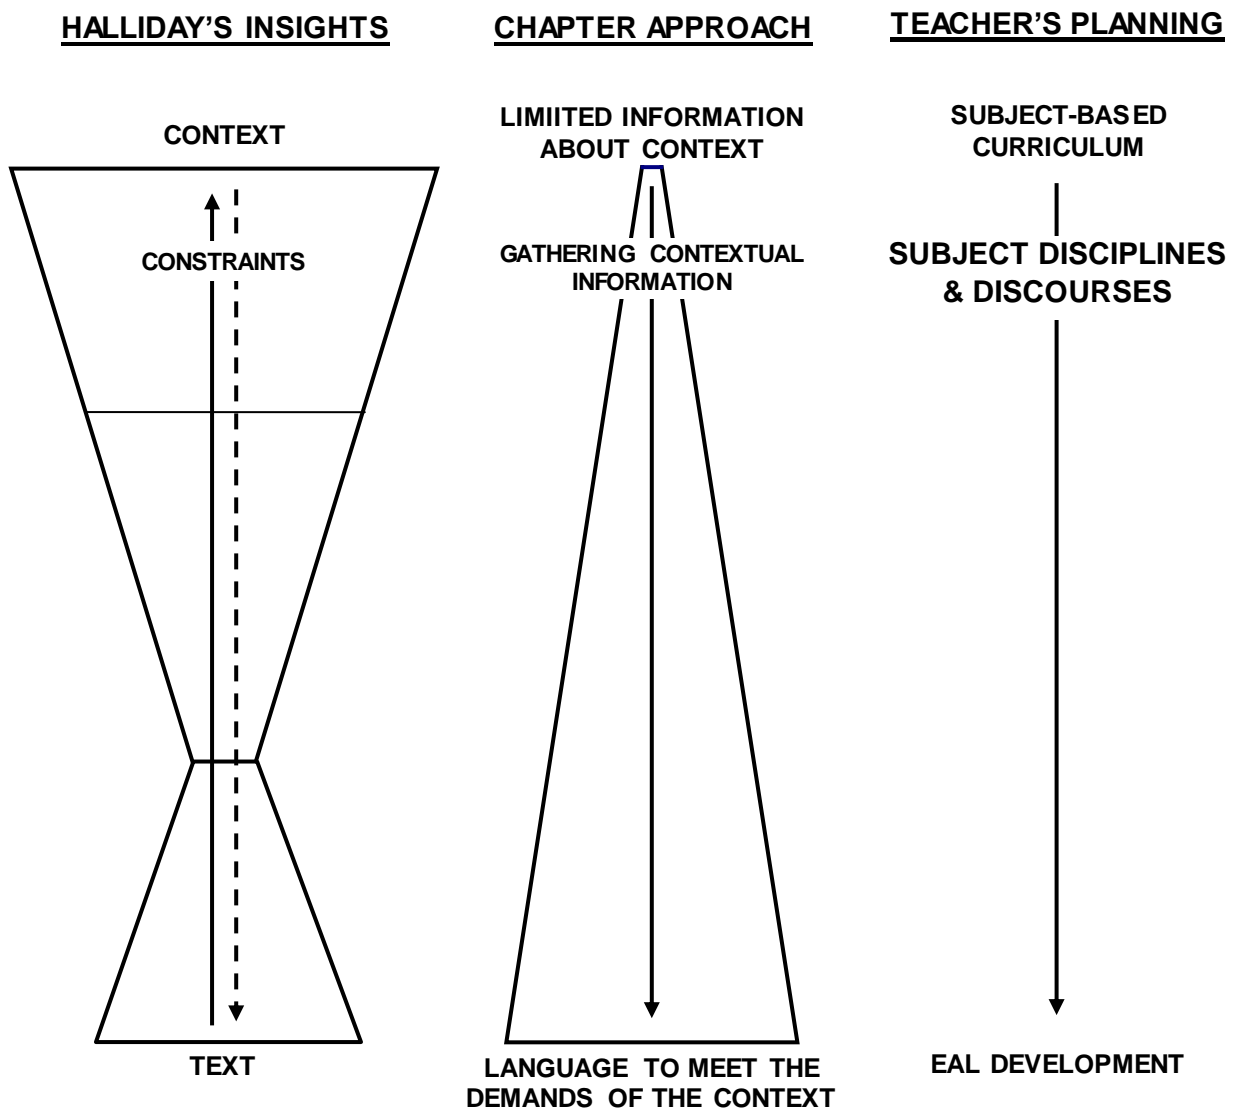 HALLIDAY'S INSIGHTS
CONTEXT
CONSTRAINTS
TEXT
CHAPTER APPROACH
LIMIITED INFORMATION
ABOUT CONTEXT
GATHERING CONTEXTUAL
INFORMATION
LANGUAGE TO MEET THE
DEMANDS OF THE CONTEXT
TEACHER'S PLANNING
SUBJECT-BASED
CURRICULUM
SUBJECT DISCIPLINES
& DISCOURSES
EAL DEVELOPMENT